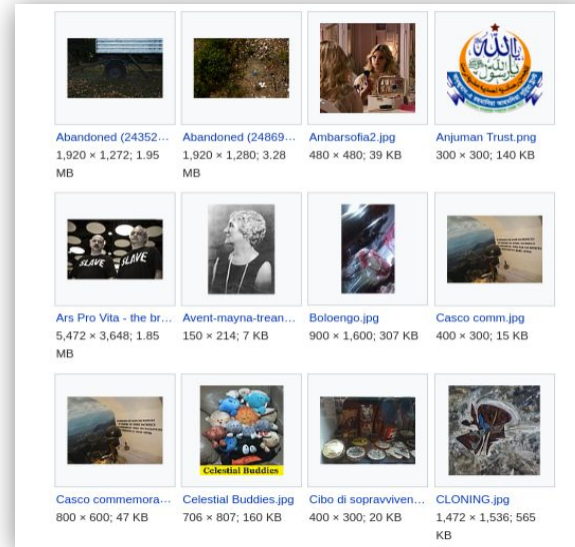 Abandoned (24352...
1,920 × 1,272; 1.95
MB
Abandoned (24869...
1,920 × 1,280; 3.28
MB
Ambarsofia2.jpg
480 × 480; 39 KB
يا الله
يا رسول الله
Anjuman Trust.png
300 × 300; 140 KB
SLAVE
SLAVE
Ars Pro Vita - the br...
5,472 × 3,648; 1.85
MB
Avent-mayna-trean...
150 × 214; 7 KB
Boloengo.jpg
900 × 1,600; 307 KB
Casco comm.jpg
400 × 300; 15 KB
Casco commemora...
800 × 600; 47 KB
Celestial Buddies
Celestial Buddies.jpg
706 × 807; 160 KB
Cibo di sopravviven...
400 × 300; 20 KB
CLONING.jpg
1,472 × 1,536; 565
KB